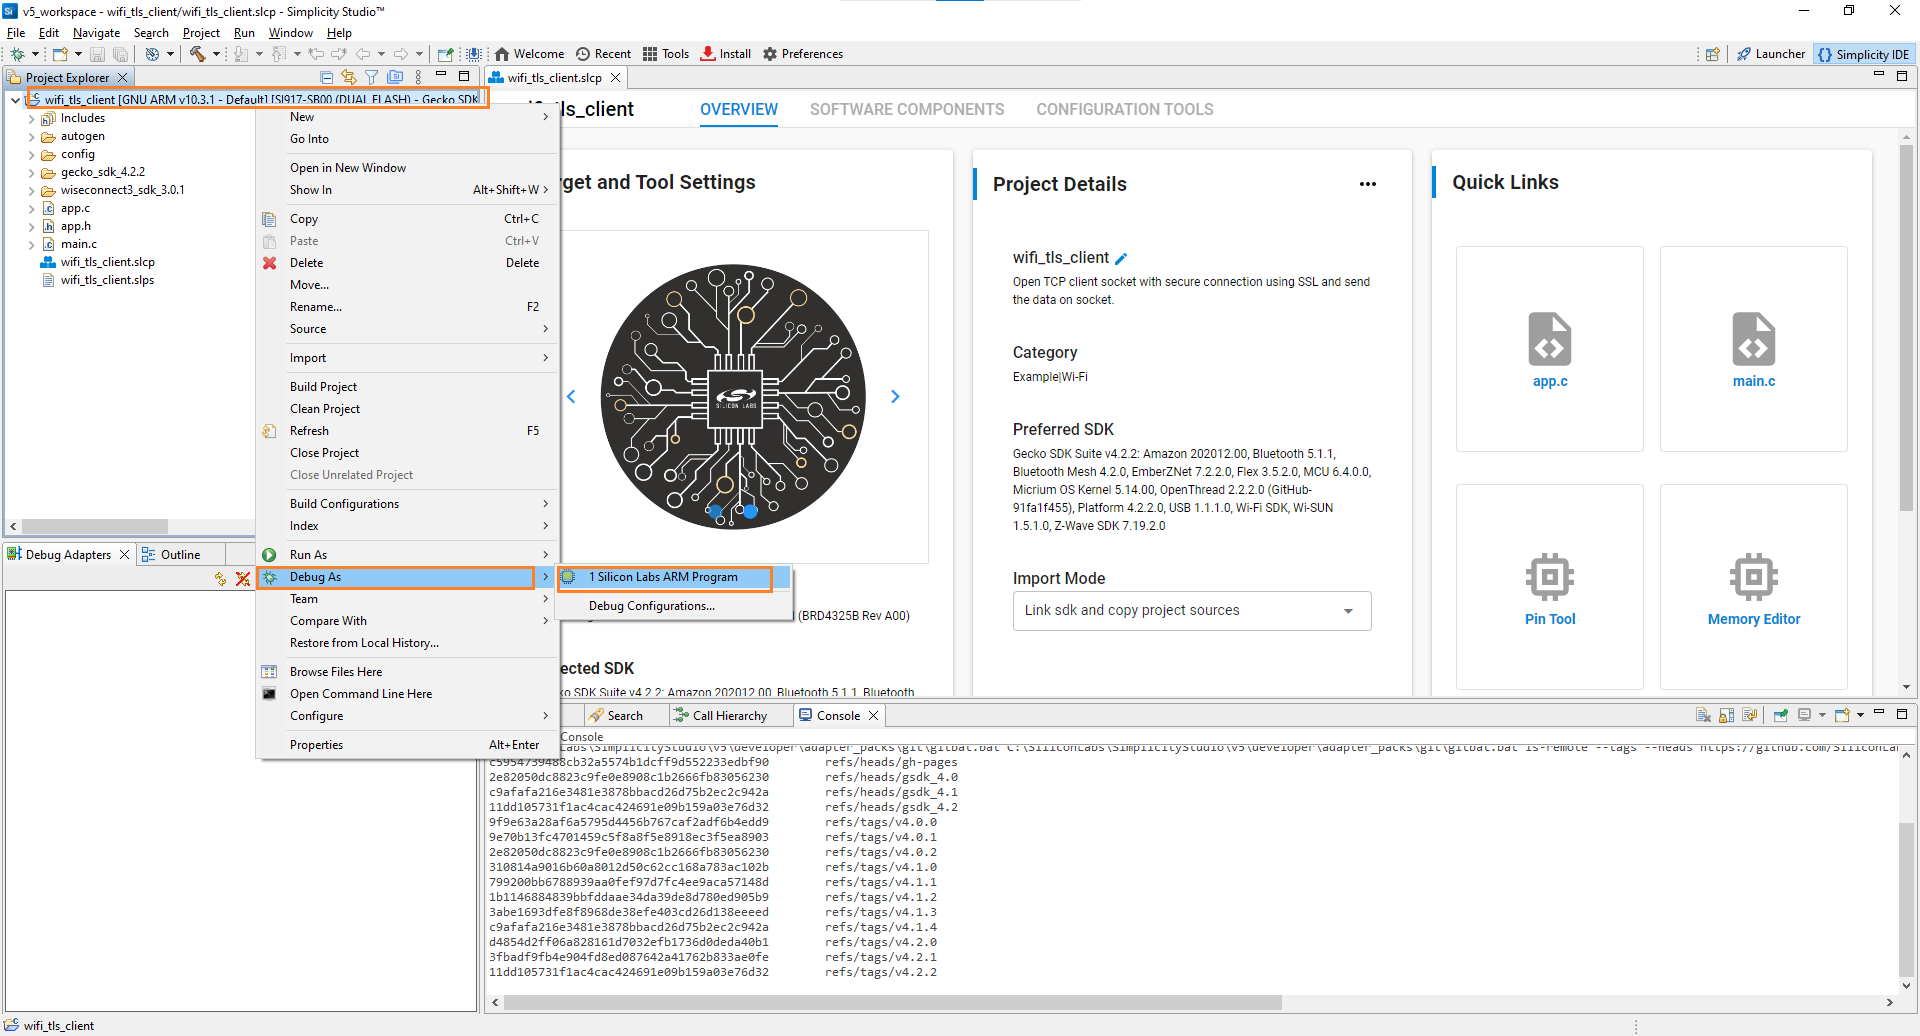 v5_workspace - wifi_tls_client/wifi_tls_client.slcp - Simplicity Studio™
File Edit Navigate Search Project Run Window Help
Welcome Recent Tools Install Preferences Launcher Simplicity IDE
Project Explorer
wifi_tls_client [GNU ARM v10.3.1 - Default] [SI917-SB00 (DUAL FLASH) - Gecko SDK
Includes
autogen
config
gecko_sdk_4.2.2
wiseconnect3_sdk_3.0.1
app.c
app.h
main.c
wifi_tls_client.slcp
wifi_tls_client.slps
Debug Adapters Outline
New
Go Into
Open in New Window
Show In Alt+Shift+W
Copy Ctrl+C
Paste Ctrl+V
Delete Delete
Move...
Rename... F2
Source
Import
Build Project
Clean Project
Refresh F5
Close Project
Close Unrelated Project
Build Configurations
Index
Run As
Debug As
Team
Compare With
Restore from Local History...
Browse Files Here
Open Command Line Here
Configure
Properties Alt+Enter
1 Silicon Labs ARM Program
Debug Configurations...
wifi_tls_client.slcp
ls_client OVERVIEW SOFTWARE COMPONENTS CONFIGURATION TOOLS
rget and Tool Settings
SILICON LABS
(BRD4325B Rev A00)
ected SDK
ko SDK Suite v4.2.2: Amazon 202012.00, Bluetooth 5.1.1, Bluetooth
Project Details
wifi_tls_client
Open TCP client socket with secure connection using SSL and send
the data on socket.
Category
Example|Wi-Fi
Preferred SDK
Gecko SDK Suite v4.2.2: Amazon 202012.00, Bluetooth 5.1.1,
Bluetooth Mesh 4.2.0, EmberZNet 7.2.2.0, Flex 3.5.2.0, MCU 6.4.0.0,
Micrium OS Kernel 5.14.00, OpenThread 2.2.2.0 (GitHub-
91fa1f455), Platform 4.2.2.0, USB 1.1.1.0, Wi-Fi SDK, Wi-SUN
1.5.1.0, Z-Wave SDK 7.19.2.0
Import Mode
Link sdk and copy project sources
Quick Links
app.c
main.c
Pin Tool
Memory Editor
Search Call Hierarchy Console
Console
Labs\SimplicityStudio\v5\developer\adapter_packs\git\gitbat.bat C:\SiliconLabs\SimplicityStudio\v5\developer\adapter_packs\git\gitbat.bat ls-remote --tags --heads https://github.com/SiliconLa
c5954739488cb32a5574b1dcff9d552233edbf90 refs/heads/gh-pages
2e82050dc8823c9fe0e8908c1b2666fb83056230 refs/heads/gsdk_4.0
c9afafa216e3481e3878bbacd26d75b2ec2c942a refs/heads/gsdk_4.1
11dd105731f1ac4cac424691e09b159a03e76d32 refs/heads/gsdk_4.2
9f9e63a28af6a5795d4456b767caf2adf6b4edd9 refs/tags/v4.0.0
9e70b13fc4701459c5f8a8f5e8918ec3f5ea8903 refs/tags/v4.0.1
2e82050dc8823c9fe0e8908c1b2666fb83056230 refs/tags/v4.0.2
310814a9016b60a8012d50c62cc168a783ac102b refs/tags/v4.1.0
799200bb6788939aa0fef97d7fc4ee9aca57148d refs/tags/v4.1.1
1b1146884839bbfddaae34da39de8d780ed905b9 refs/tags/v4.1.2
3abe1693dfe8f8968de38efe403cd26d138eeeed refs/tags/v4.1.3
c9afafa216e3481e3878bbacd26d75b2ec2c942a refs/tags/v4.1.4
d4854d2ff06a828161d7032efb1736d0deda40b1 refs/tags/v4.2.0
3fbadf9fb4e904fd8ed087642a41762b833ae0fe refs/tags/v4.2.1
11dd105731f1ac4cac424691e09b159a03e76d32 refs/tags/v4.2.2
wifi_tls_client